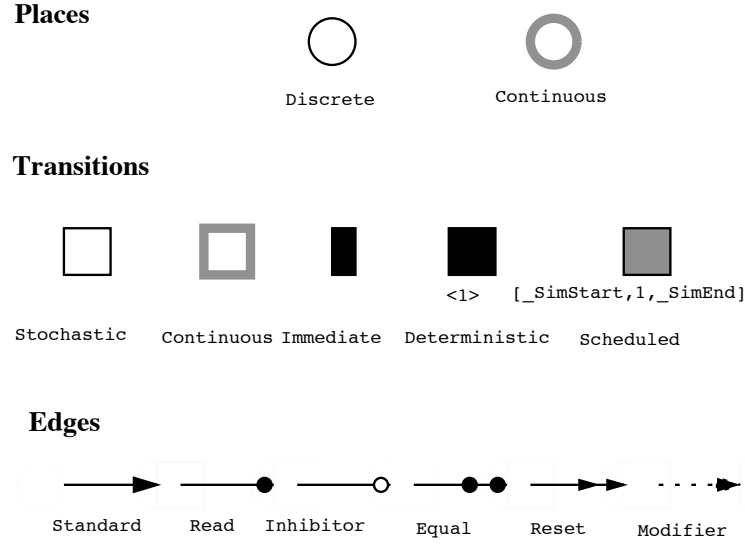 Places
Discrete
Continuous
Transitions
<1>
[_SimStart,1,_SimEnd]
Stochastic
Continuous
Immediate
Deterministic
Scheduled
Edges
Standard
Read
Inhibitor
Equal
Reset
Modifier